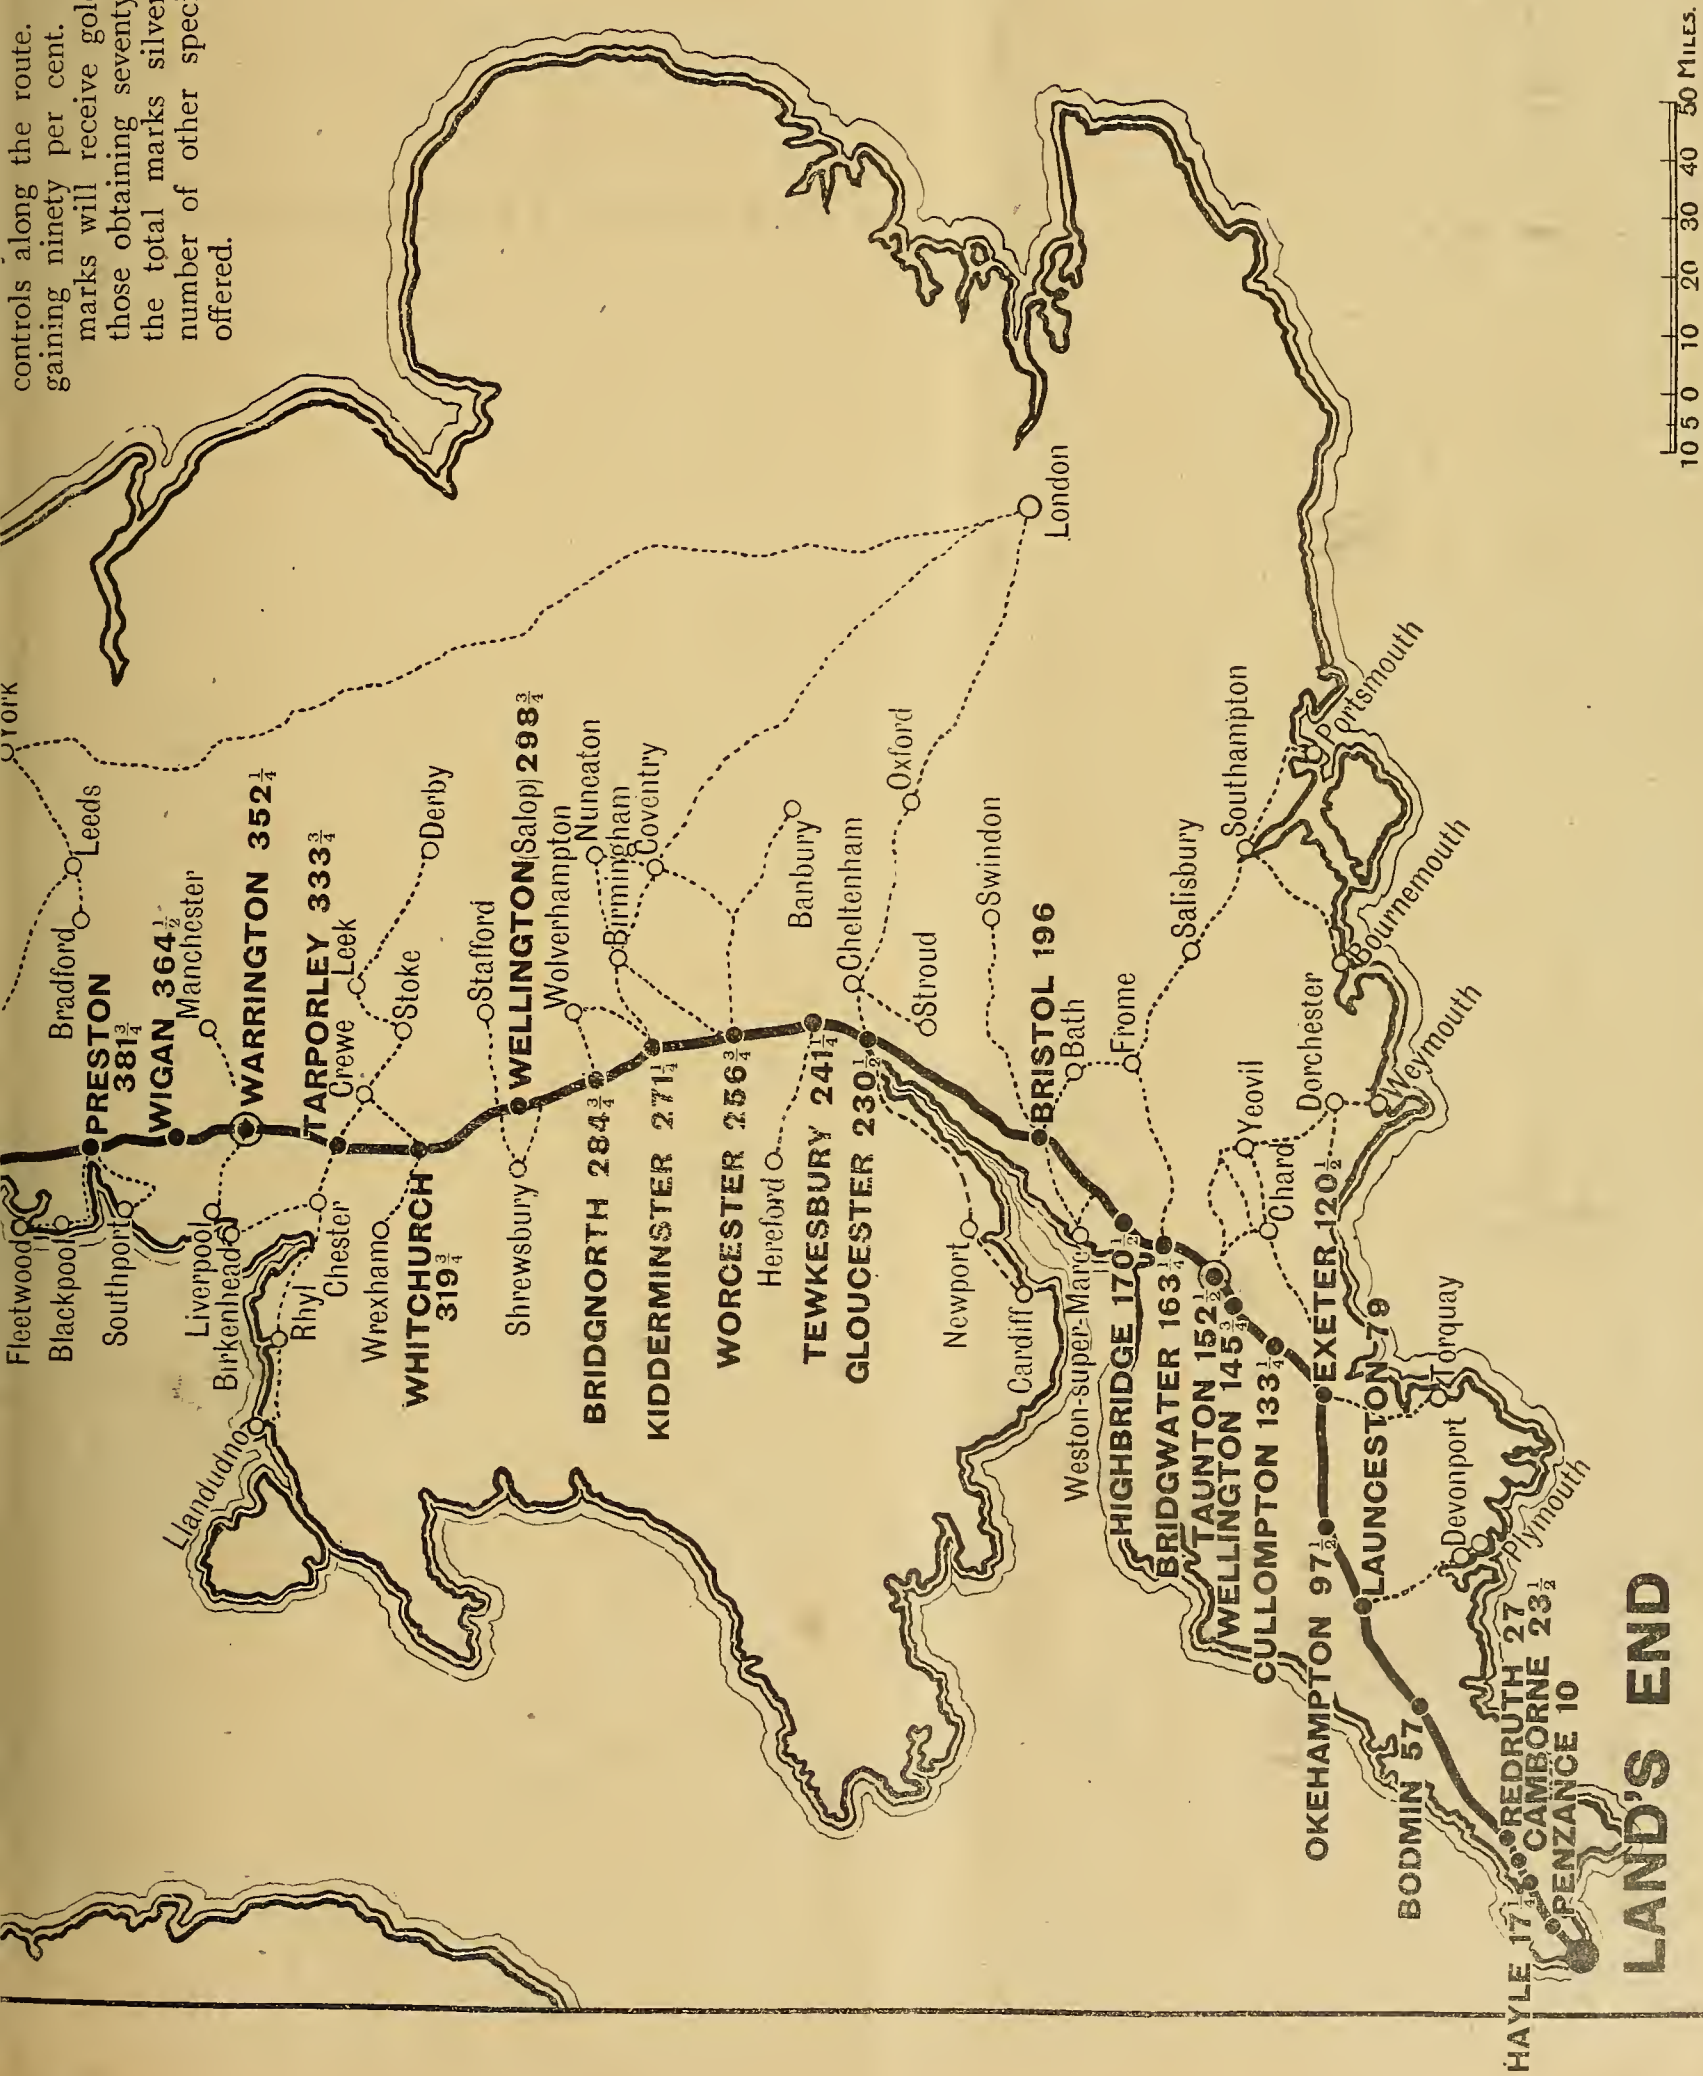 controls along the route.
gaining ninety per cent.
marks will receive gol
those obtaining seventy
the total marks silver
number of other spec
offered.
York
Leeds
Bradford
PRESTON
381¾
WIGAN 364½
Manchester
WARRINGTON 352¼
TARPORLEY 333¾
Crewe
Leek
Derby
Stoke
Stafford
WELLINGTON (Salop) 298¾
Wolverhampton
Nuneaton
Birmingham
Coventry
Banbury
Cheltenham
Oxford
Stroud
Swindon
London
BRISTOL 196
Bath
Frome
Salisbury
Southampton
Portsmouth
Bournemouth
Dorchester
Weymouth
Yeovil
Chard
Fleetwood
Blackpool
Southport
Liverpool
Birkenhead
Rhyl
Chester
Llandudno
Wrexham
WHITCHURCH
319¾
Shrewsbury
BRIDGNORTH 284¾
KIDDERMINSTER 271¼
WORCESTER 256¾
Hereford
TEWKESBURY 241¼
GLOUCESTER 230½
Newport
Cardiff
Weston-super-Mare
HIGHBRIDGE 170½
BRIDGWATER 163¼
TAUNTON 152½
WELLINGTON 145¾
CULLOMPTON 133¼
EXETER 120½
OKEHAMPTON 97½
LAUNCESTON 79
Torquay
Devonport
Plymouth
BODMIN 57
REDRUTH 27
CAMBORNE 23½
HAYLE 17¼
PENZANCE 10
LAND'S END
10 5 0 10 20 30 40 50 MILES.